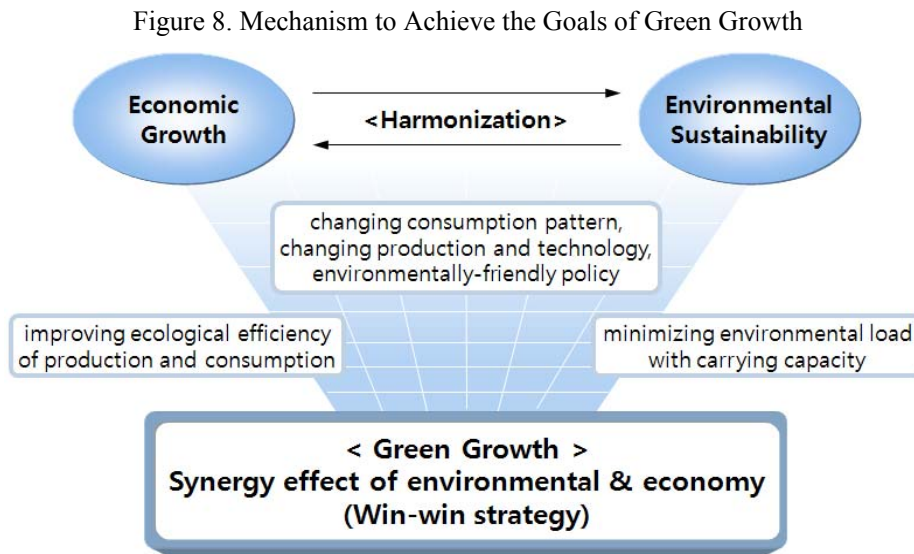 Figure 8. Mechanism to Achieve the Goals of Green Growth
Economic
Growth
<Harmonization>
Environmental
Sustainability
changing consumption pattern,
changing production and technology,
environmentally-friendly policy
improving ecological efficiency
of production and consumption
minimizing environmental load
with carrying capacity
< Green Growth >
Synergy effect of environmental & economy
(Win-win strategy)